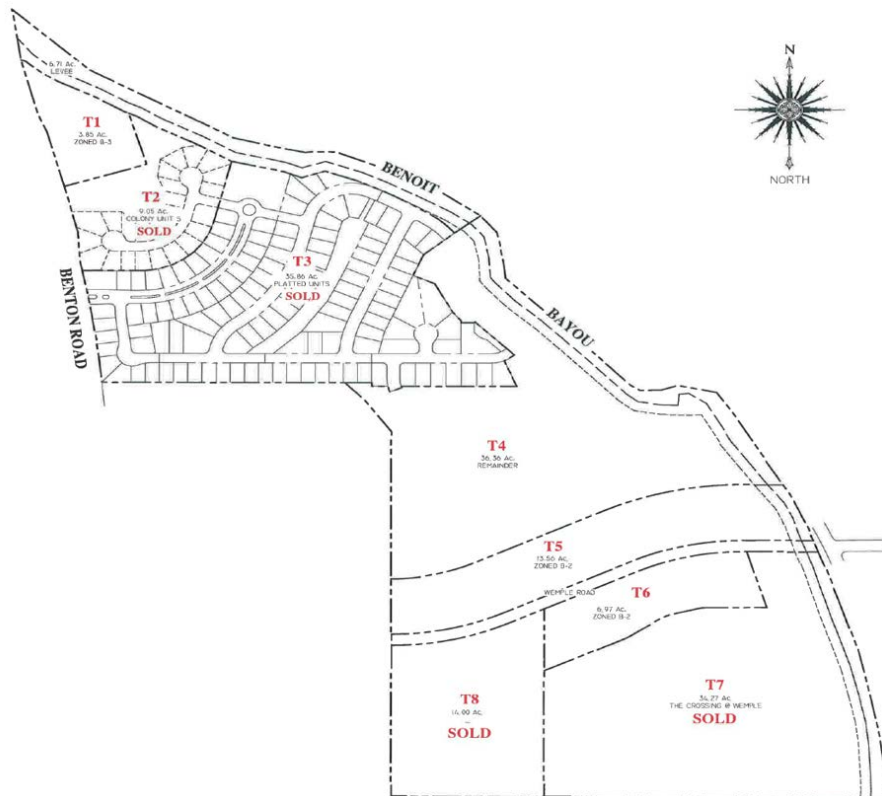 N
NORTH
6.71 Ac.
LEVEE
T1
3.85 Ac.
ZONED B-3
BENOIT
T2
9.05 Ac.
COLONY UNIT 5
SOLD
T3
35.86 Ac.
PLATTED UNITS
SOLD
BENTON ROAD
BAYOU
T4
36.36 Ac.
REMAINDER
T5
13.56 Ac.
ZONED B-2
WEMPLE ROAD
T6
6.97 Ac.
ZONED B-2
T7
34.27 Ac.
THE CROSSING @ WEMPLE
SOLD
T8
14.00 Ac.
SOLD